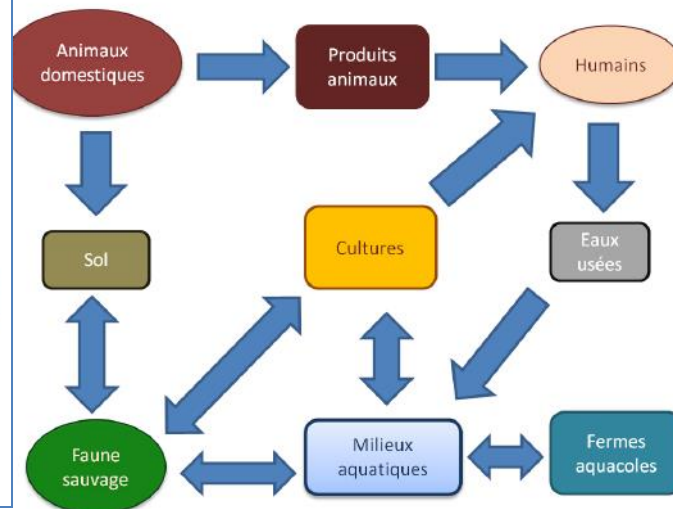 Animaux
domestiques
Produits
animaux
Humains
Sol
Cultures
Eaux
usées
Faune
sauvage
Milieux
aquatiques
Fermes
aquacoles